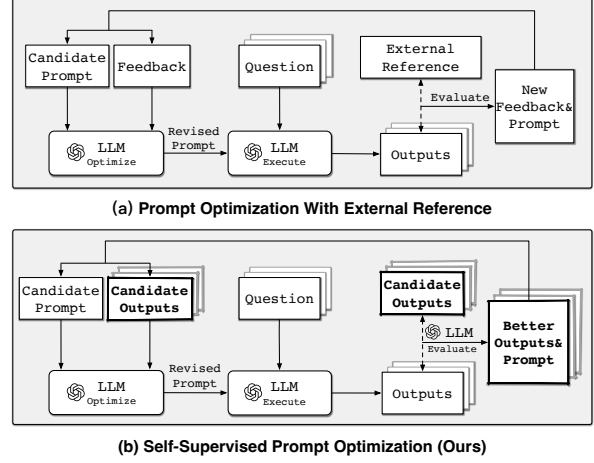 Candidate
Prompt
Feedback
Question
External
Reference
Evaluate
New
Feedback&
Prompt
LLM
Optimize
Revised
Prompt
LLM
Execute
Outputs
(a) Prompt Optimization With External Reference
Candidate
Prompt
Candidate
Outputs
Question
Candidate
Outputs
LLM
Evaluate
Better
Outputs&
Prompt
LLM
Optimize
Revised
Prompt
LLM
Execute
Outputs
(b) Self-Supervised Prompt Optimization (Ours)